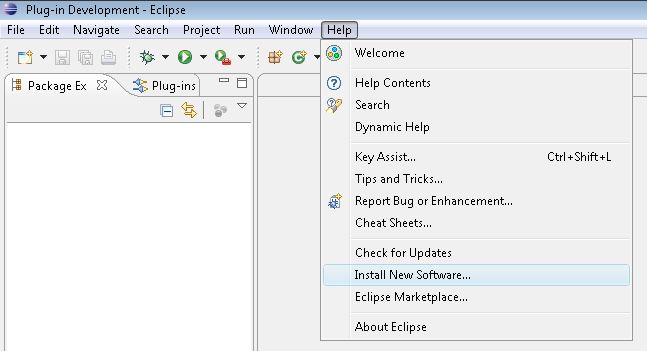 Plug-in Development - Eclipse
File Edit Navigate Search Project Run Window Help
Package Ex Plug-ins
Welcome
Help Contents
Search
Dynamic Help
Key Assist... Ctrl+Shift+L
Tips and Tricks...
Report Bug or Enhancement...
Cheat Sheets...
Check for Updates
Install New Software...
Eclipse Marketplace...
About Eclipse